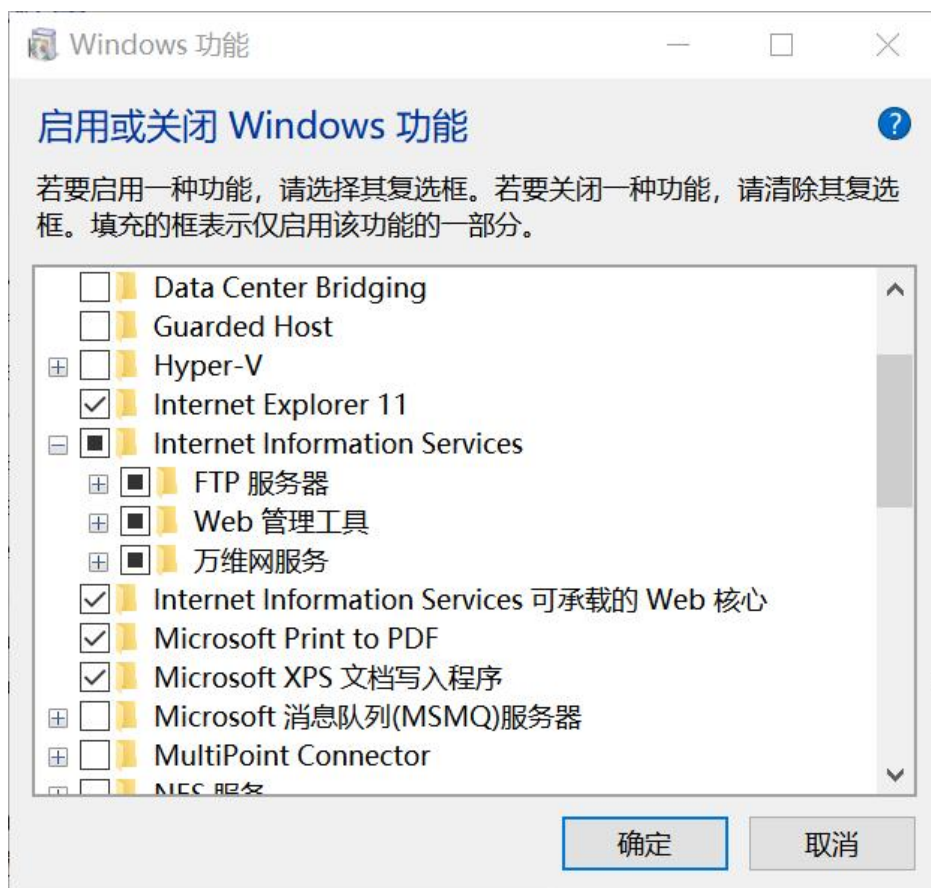 Windows 功能
启用或关闭 Windows 功能
若要启用一种功能，请选择其复选框。若要关闭一种功能，请清除其复选
框。填充的框表示仅启用该功能的一部分。
Data Center Bridging
Guarded Host
Hyper-V
Internet Explorer 11
Internet Information Services
FTP 服务器
Web 管理工具
万维网服务
Internet Information Services 可承载的 Web 核心
Microsoft Print to PDF
Microsoft XPS 文档写入程序
Microsoft 消息队列(MSMQ)服务器
MultiPoint Connector
NFS 服务
确定
取消